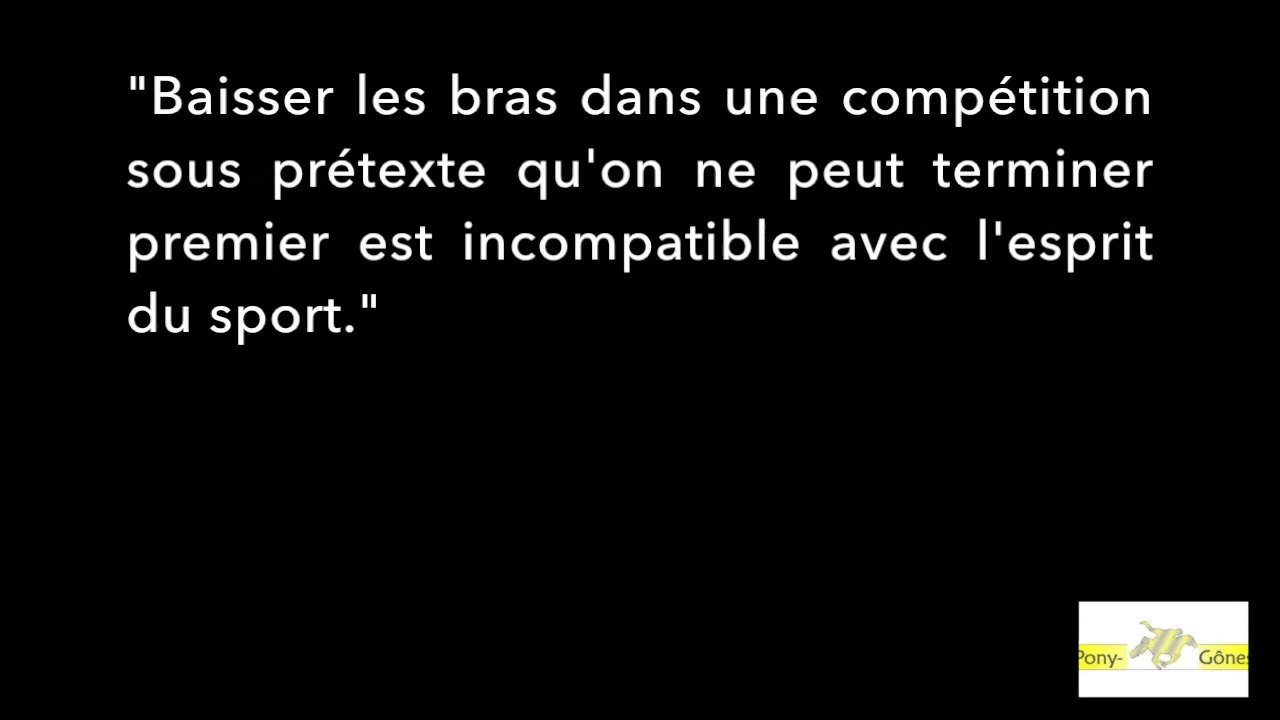 "Baisser les bras dans une compétition
sous prétexte qu'on ne peut terminer
premier est incompatible avec l'esprit
du sport."
Pony- Gônes